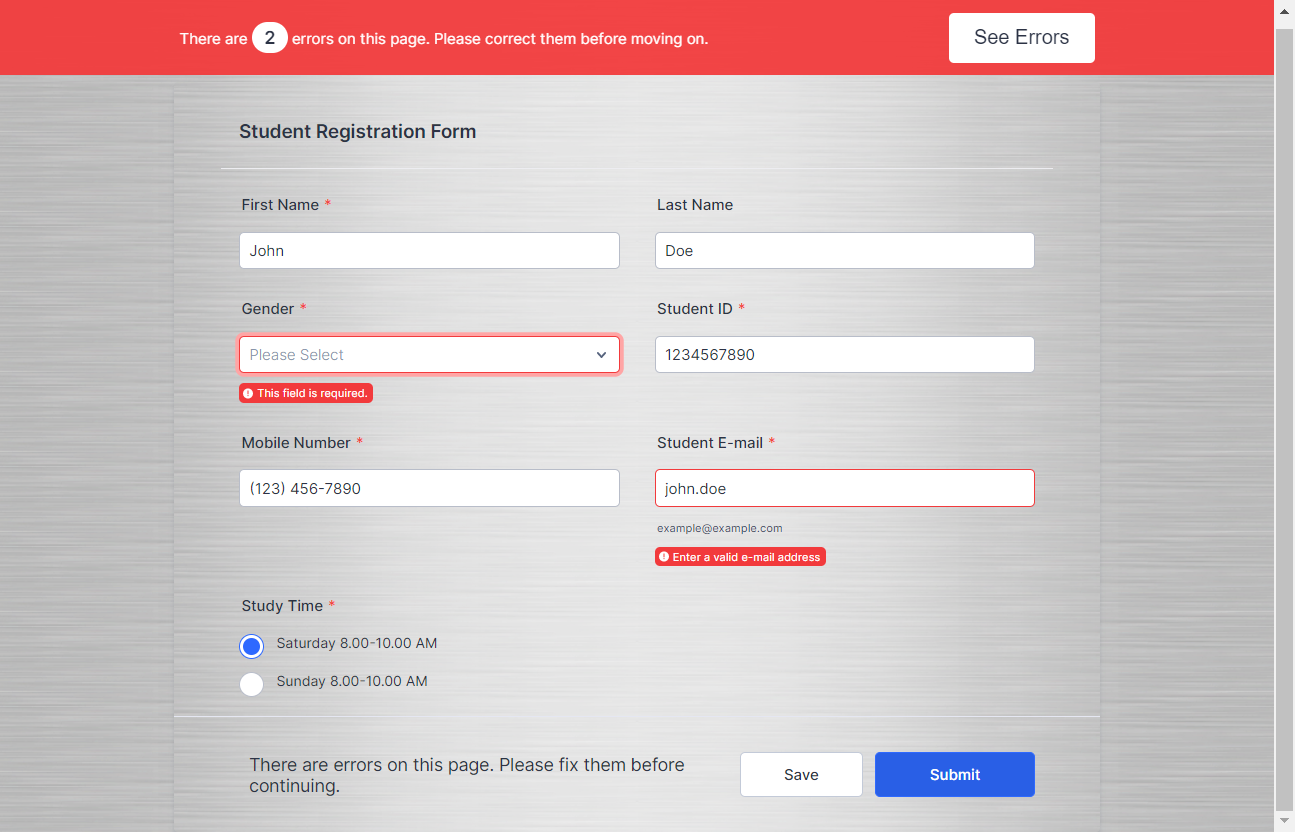 There are 2 errors on this page. Please correct them before moving on.
See Errors
Student Registration Form
First Name *
Last Name
John
Doe
Gender *
Student ID *
Please Select
1234567890
This field is required.
Mobile Number *
Student E-mail *
(123) 456-7890
john.doe
example@example.com
Enter a valid e-mail address
Study Time *
Saturday 8.00-10.00 AM
Sunday 8.00-10.00 AM
There are errors on this page. Please fix them before
continuing.
Save
Submit